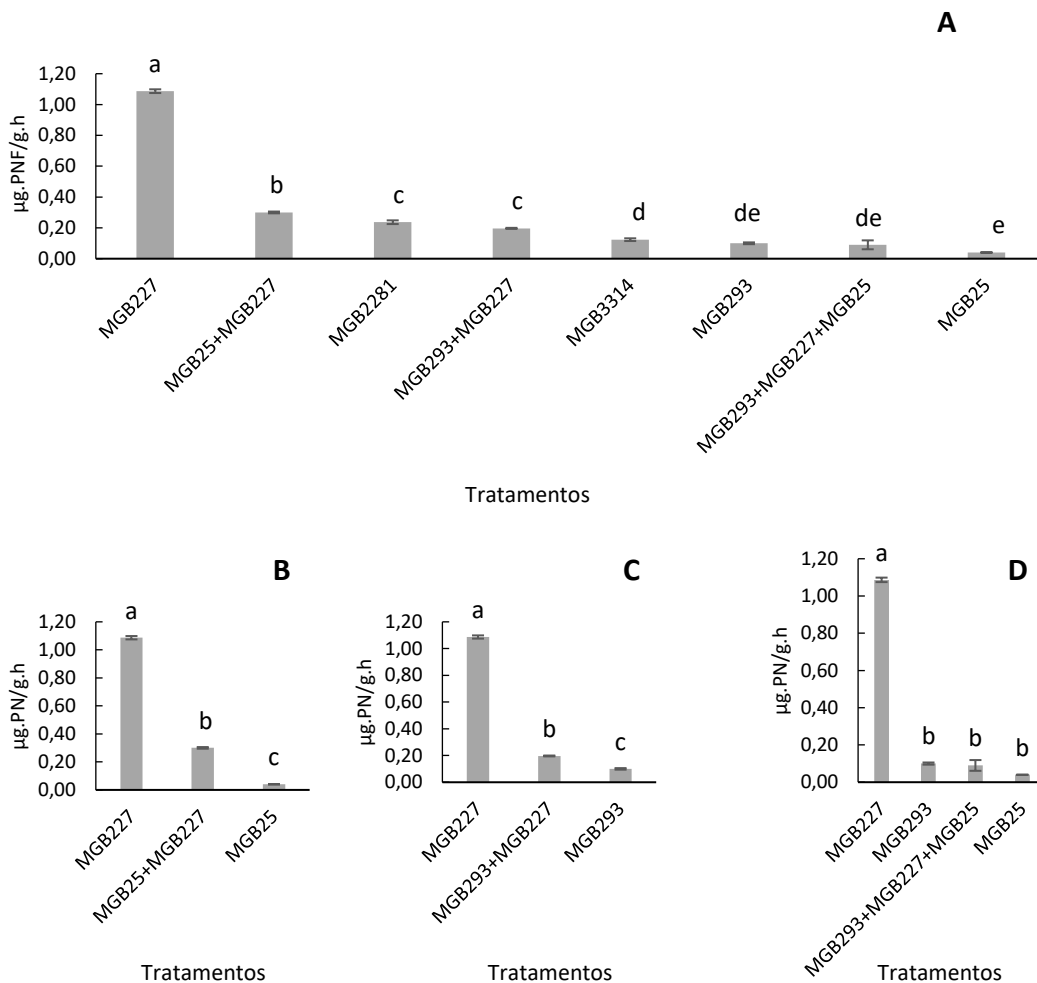 A
µg.PNF/g.h
1,20
1,00
0,80
0,60
0,40
0,20
0,00
a
b
c
c
d
de
de
e
MGB227
MGB25+MGB227
MGB2281
MGB293+MGB227
MGB3314
MGB293
MGB293+MGB227+MGB25
MGB25
Tratamentos
B
µg.PN/g.h
1,20
1,00
0,80
0,60
0,40
0,20
0,00
a
b
c
MGB227
MGB25+MGB227
MGB25
Tratamentos
C
µg.PN/g.h
1,20
1,00
0,80
0,60
0,40
0,20
0,00
a
b
c
MGB227
MGB293+MGB227
MGB293
Tratamentos
D
µg.PN/g.h
1,20
1,00
0,80
0,60
0,40
0,20
0,00
a
b
b
b
MGB227
MGB293
MGB293+MGB227+MGB25
MGB25
Tratamentos